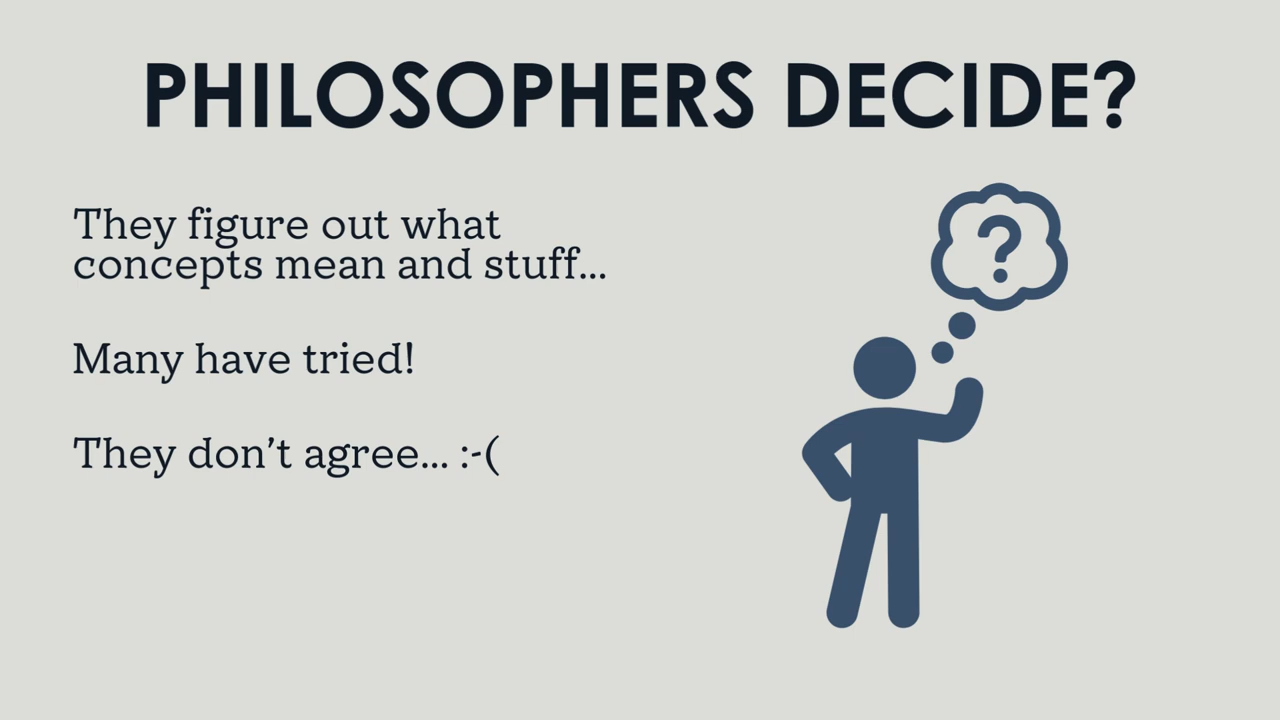 PHILOSOPHERS DECIDE?
They figure out what
concepts mean and stuff...
Many have tried!
They don’t agree... :-(
?